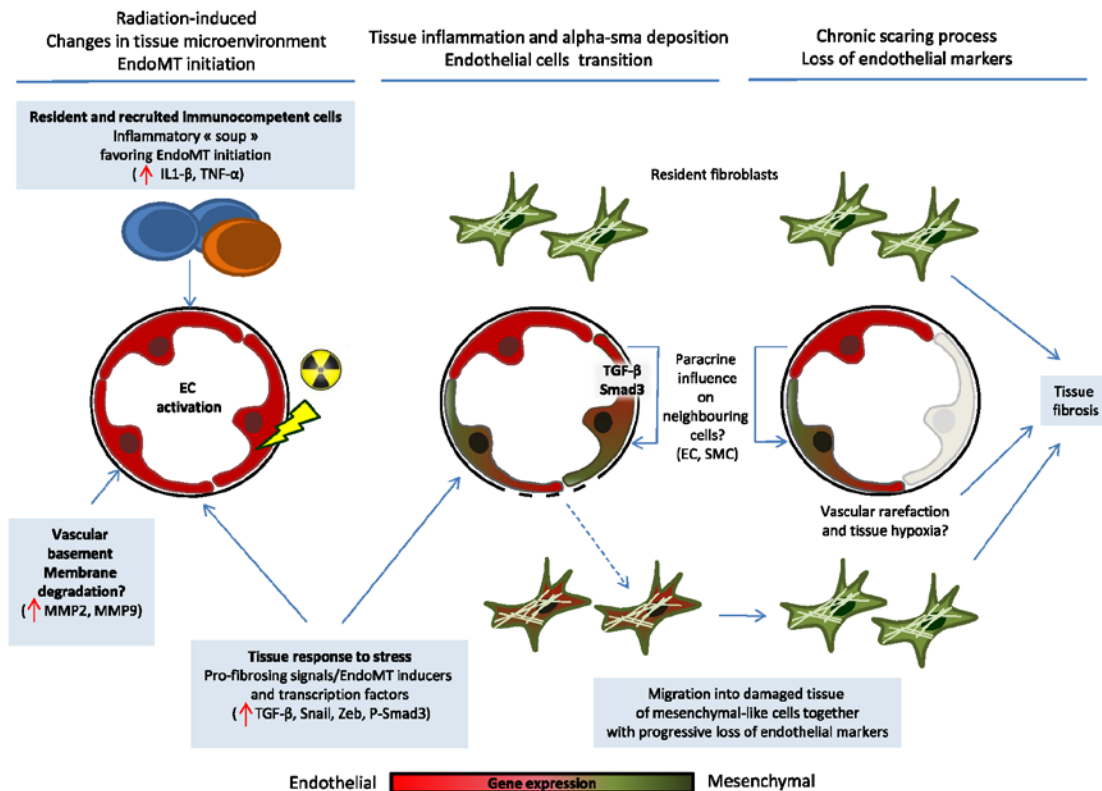 Radiation-induced
Changes in tissue microenvironment
EndoMT initiation
Tissue inflammation and alpha-sma deposition
Endothelial cells transition
Chronic scaring process
Loss of endothelial markers
Resident and recruited immunocompetent cells
Inflammatory « soup »
favoring EndoMT initiation
(↑ IL1-β, TNF-α)
Resident fibroblasts
EC
activation
TGF-β
Smad3
Paracrine
influence
on
neighbouring
cells?
(EC, SMC)
Tissue
fibrosis
Vascular rarefaction
and tissue hypoxia?
Vascular
basement
Membrane
degradation?
(↑ MMP2, MMP9)
Tissue response to stress
Pro-fibrosing signals/EndoMT inducers
and transcription factors
(↑TGF-β, Snail, Zeb, P-Smad3)
Migration into damaged tissue
of mesenchymal-like cells together
with progressive loss of endothelial markers
Endothelial Gene expression Mesenchymal